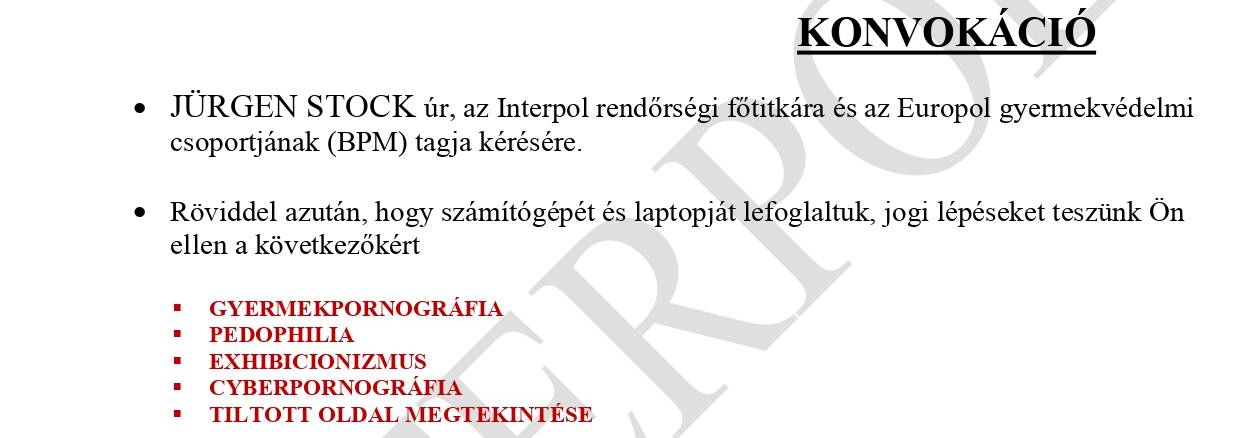 KONVOKÁCIÓ
• JÜRGEN STOCK úr, az Interpol rendőrségi főtitkára és az Europol gyermekvédelmi
csoportjának (BPM) tagja kérésére.
• Röviddel azután, hogy számítógépét és laptopját lefoglaltuk, jogi lépéseket teszünk Ön
ellen a következőkért
▪ GYERMEKPORNOGRÁFIA
▪ PEDOPHILIA
▪ EXHIBICIONIZMUS
▪ CYBERPORNOGRÁFIA
▪ TILTOTT OLDAL MEGTEKINTÉSE
ERPO